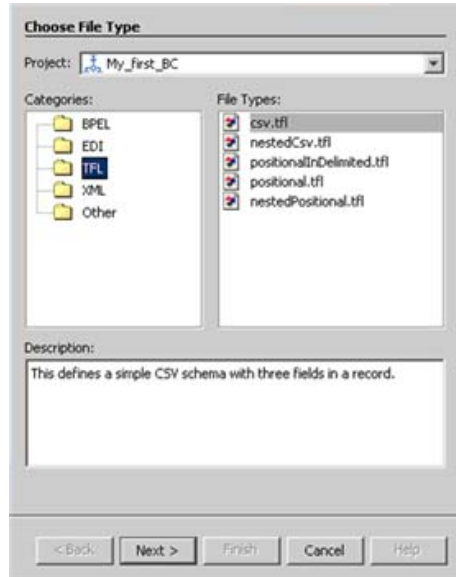 Choose File Type
Project: My_first_BC
Categories:
File Types:
BPEL
EDI
TFL
XML
Other
csv.tfl
nestedCsv.tfl
positionalInDelimited.tfl
positional.tfl
nestedPositional.tfl
Description:
This defines a simple CSV schema with three fields in a record.
< Back Next > Finish Cancel Help